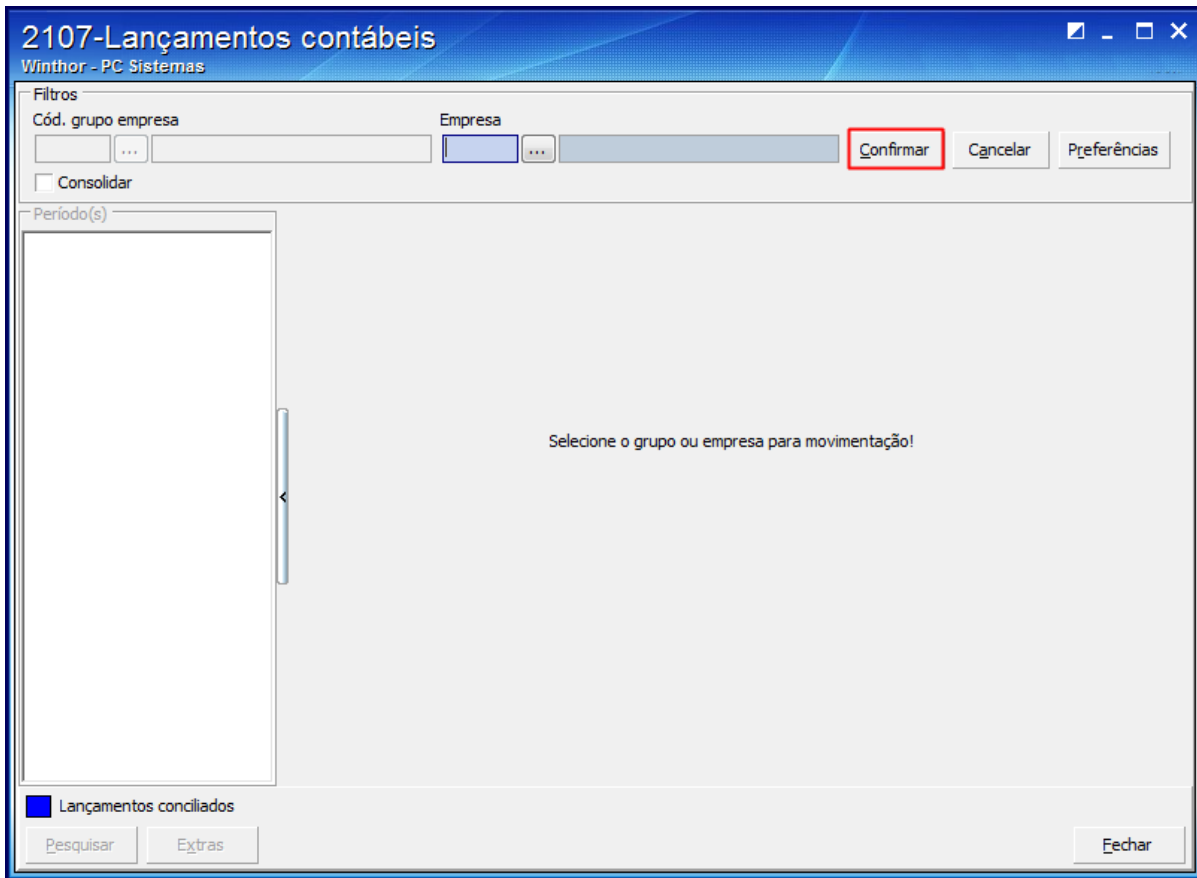 2107-Lançamentos contábeis
Winthor - PC Sistemas
Filtros
Cód. grupo empresa Empresa
... ... Confirmar Cancelar Preferências
Consolidar
Período(s)
Selecione o grupo ou empresa para movimentação!
<
Lançamentos conciliados
Pesquisar Extras Fechar